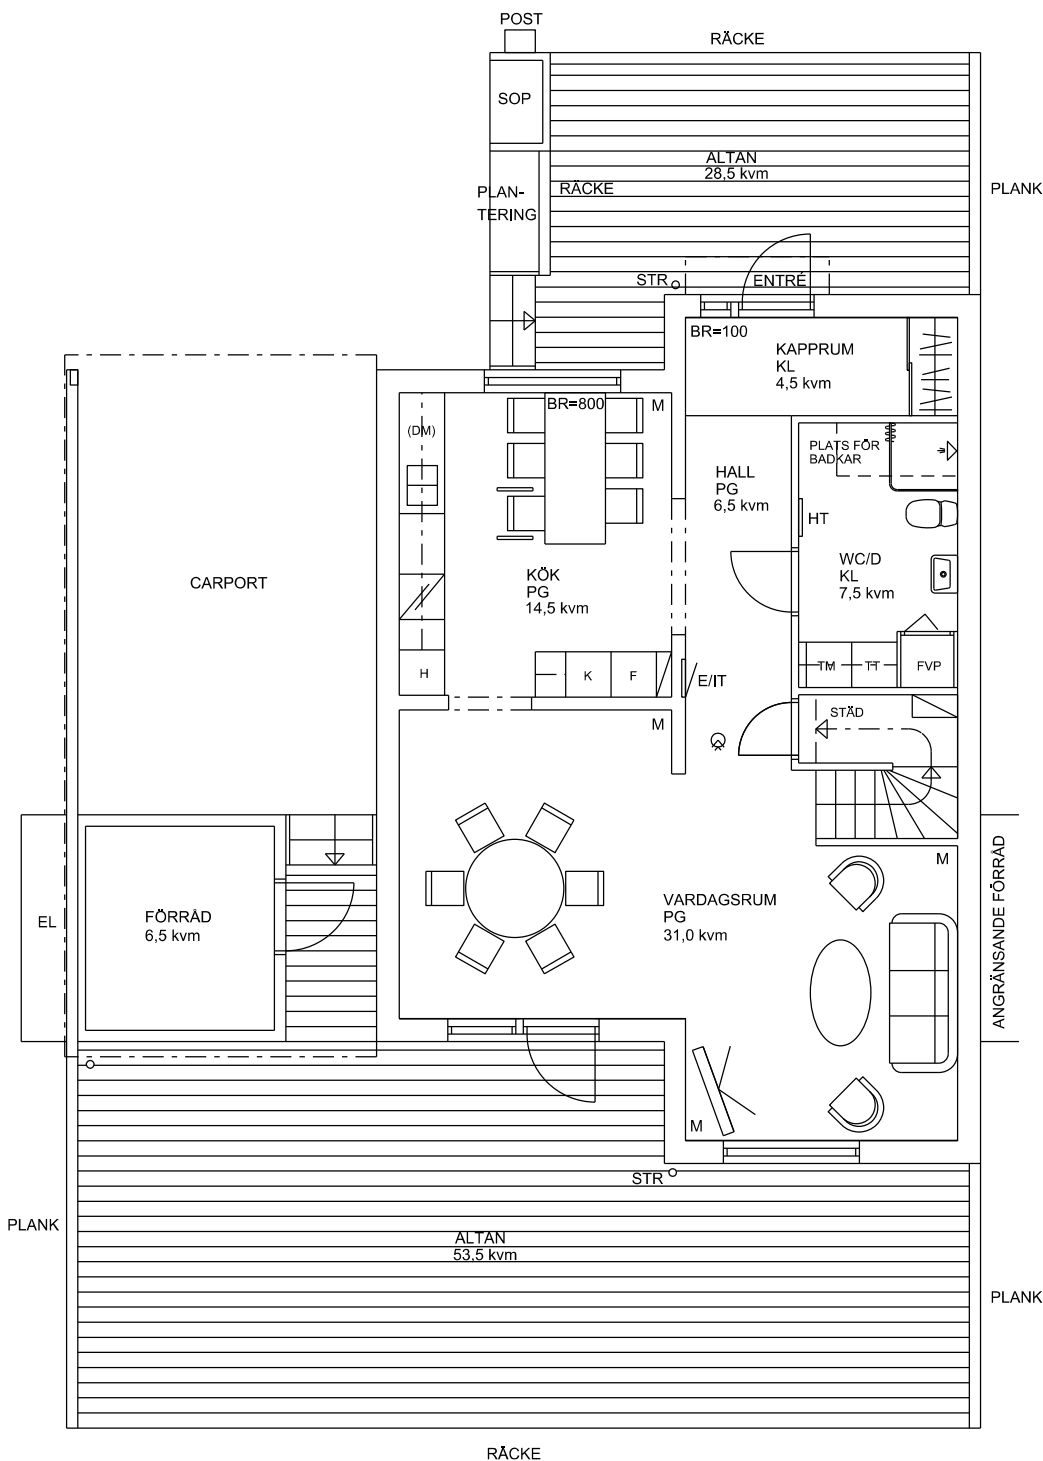 POST
RÄCKE
SOP
ALTAN
28,5 kvm
PLAN-
TERING
RÄCKE
PLANK
STR
ENTRÉ
BR=100
KAPPRUM
KL
4,5 kvm
BR=800
M
(DM)
PLATS FÖR
BADKAR
HALL
PG
6,5 kvm
HT
CARPORT
KÖK
PG
14,5 kvm
WC/D
KL
7,5 kvm
H
K
F
E/IT
TM
TT
FVP
M
STÄD
M
EL
FÖRRÅD
6,5 kvm
VARDAGSRUM
PG
31,0 kvm
ANGRÄNSANDE FÖRRÅD
M
STR
PLANK
ALTAN
53,5 kvm
PLANK
RÄCKE